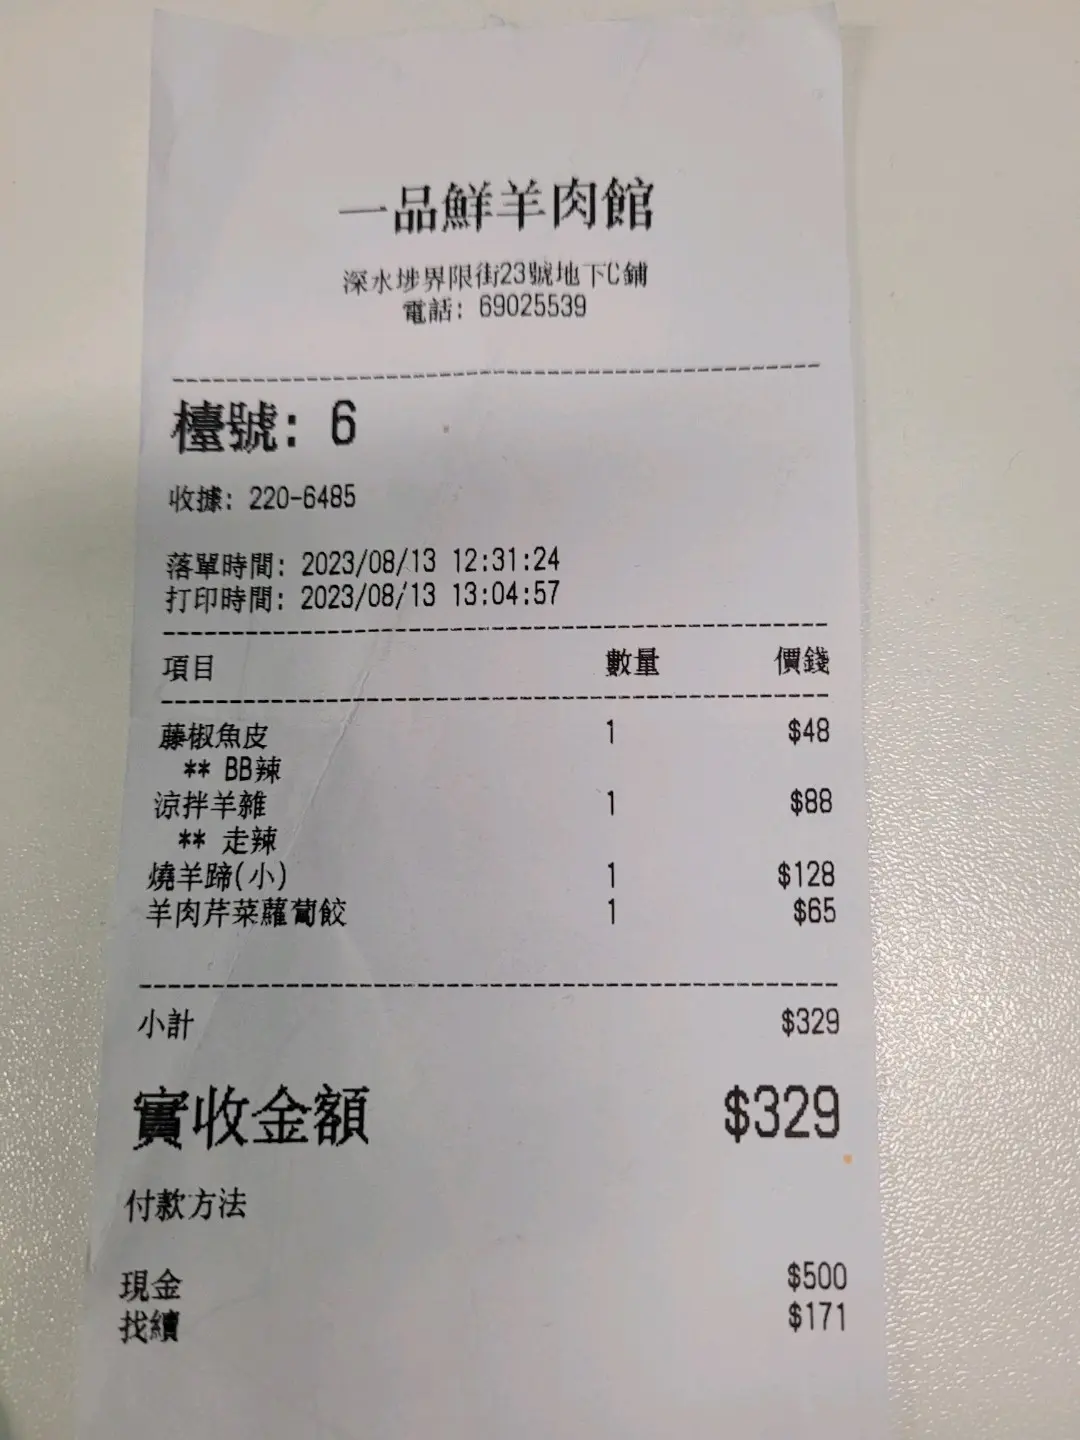 一品鮮羊肉館
深水埗界限街23號地下C鋪
電話: 69025539
檯號: 6
收據: 220-6485
落單時間: 2023/08/13 12:31:24
打印時間: 2023/08/13 13:04:57
項目 數量 價錢
藤椒魚皮 1 $48
** BB辣
涼拌羊雜 1 $88
** 走辣
燒羊蹄(小) 1 $128
羊肉芹菜蘿蔔餃 1 $65
小計 $329
實收金額 $329
付款方法
現金 $500
找續 $171